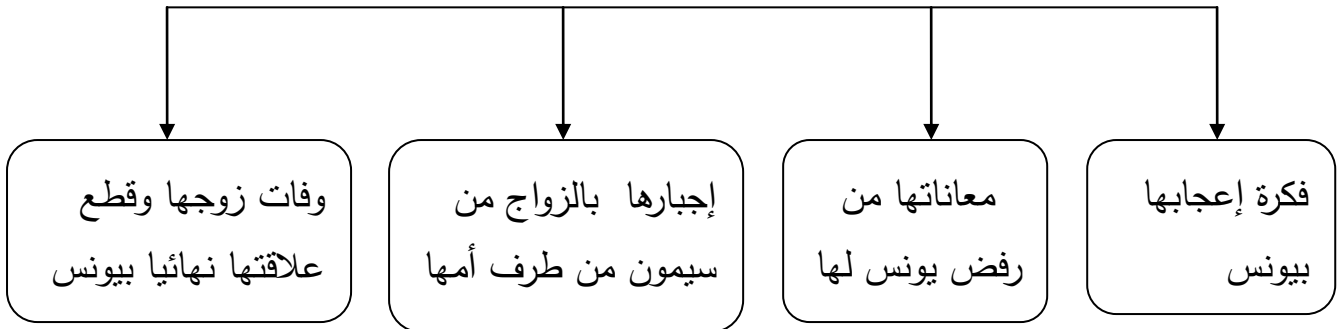 فكرة إعجابها
بيونس
معاناتها من
رفض يونس لها
إجبارها بالزواج من
سيمون من طرف أمها
وفات زوجها وقطع
علاقتها نهائيا بيونس